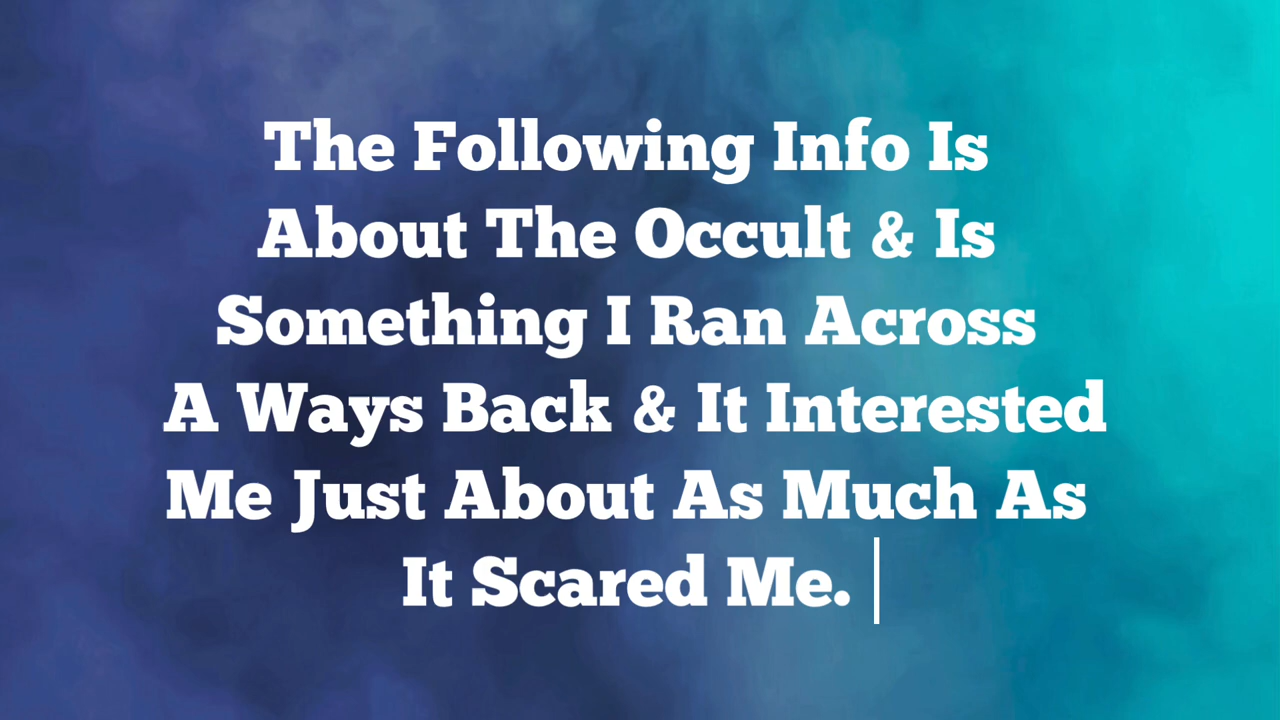 The Following Info Is
About The Occult & Is
Something I Ran Across
A Ways Back & It Interested
Me Just About As Much As
It Scared Me.